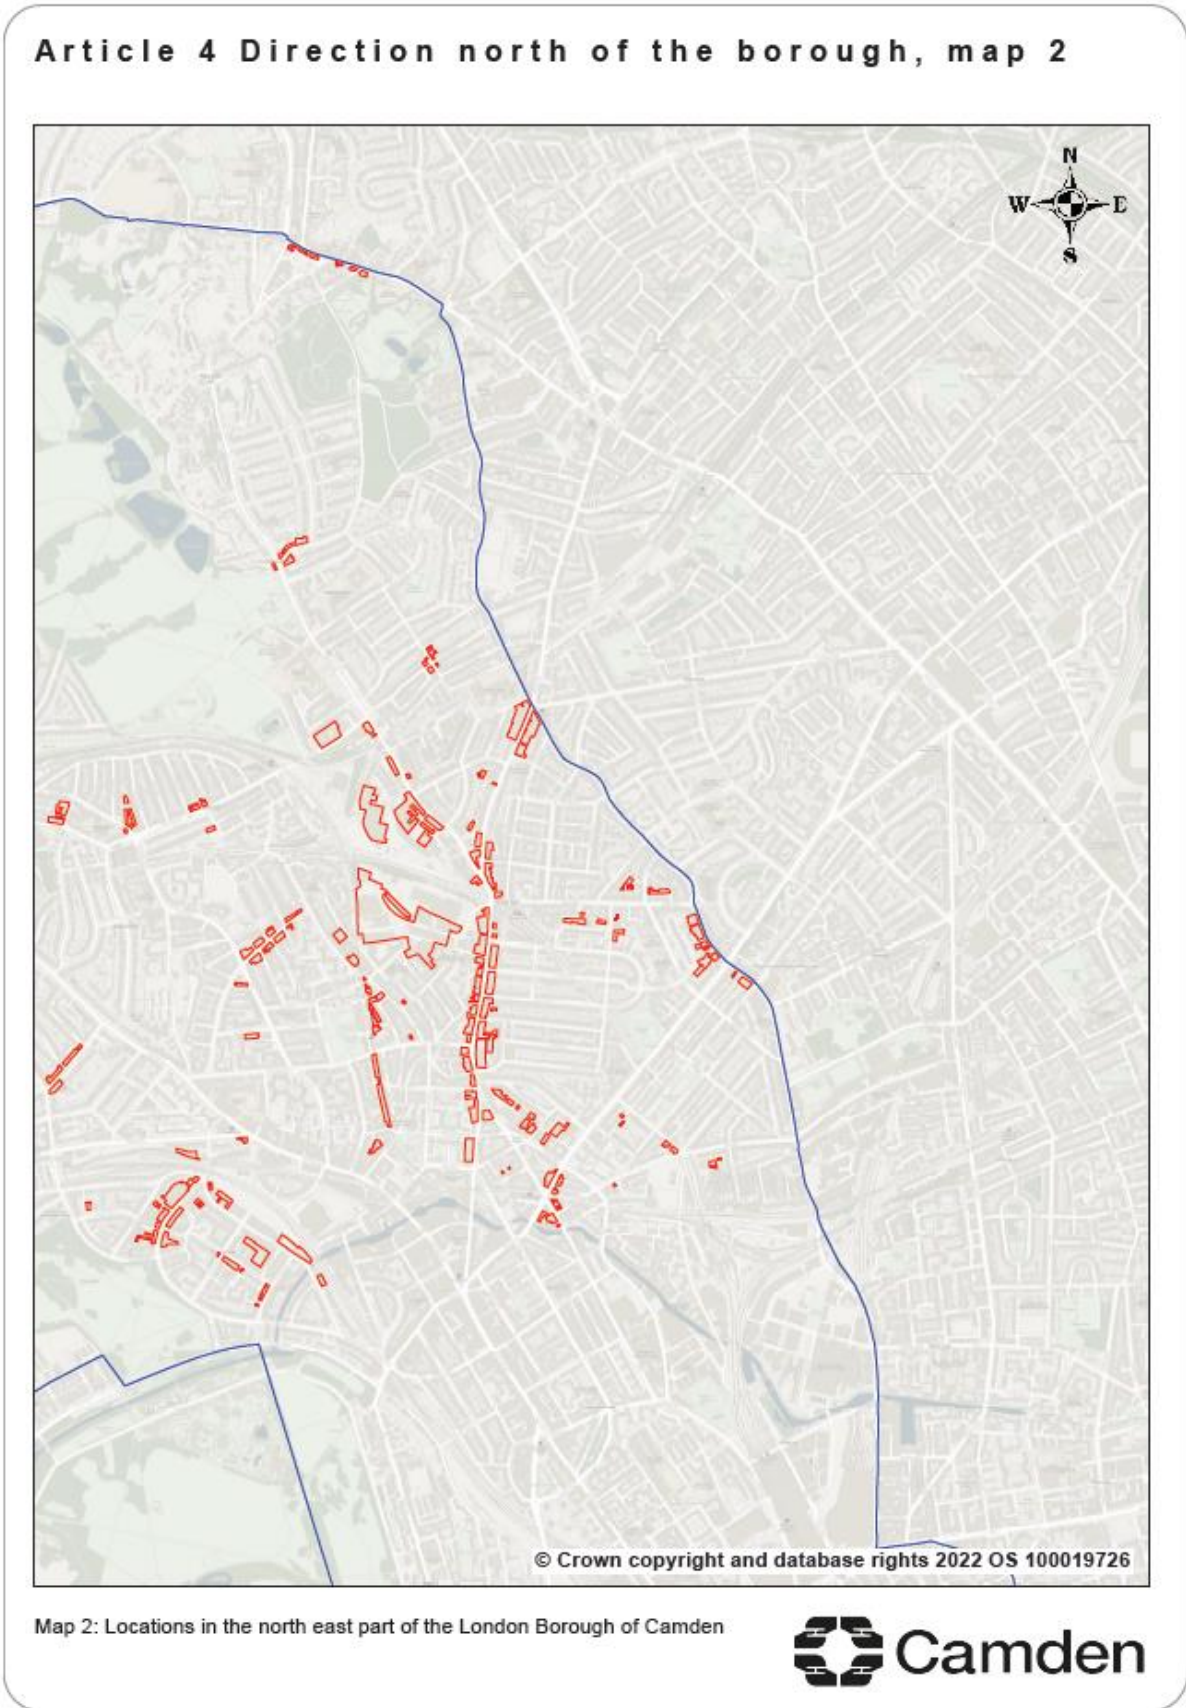 Article 4 Direction north of the borough, map 2
N
W E
S
© Crown copyright and database rights 2022 OS 100019726
Map 2: Locations in the north east part of the London Borough of Camden
Camden